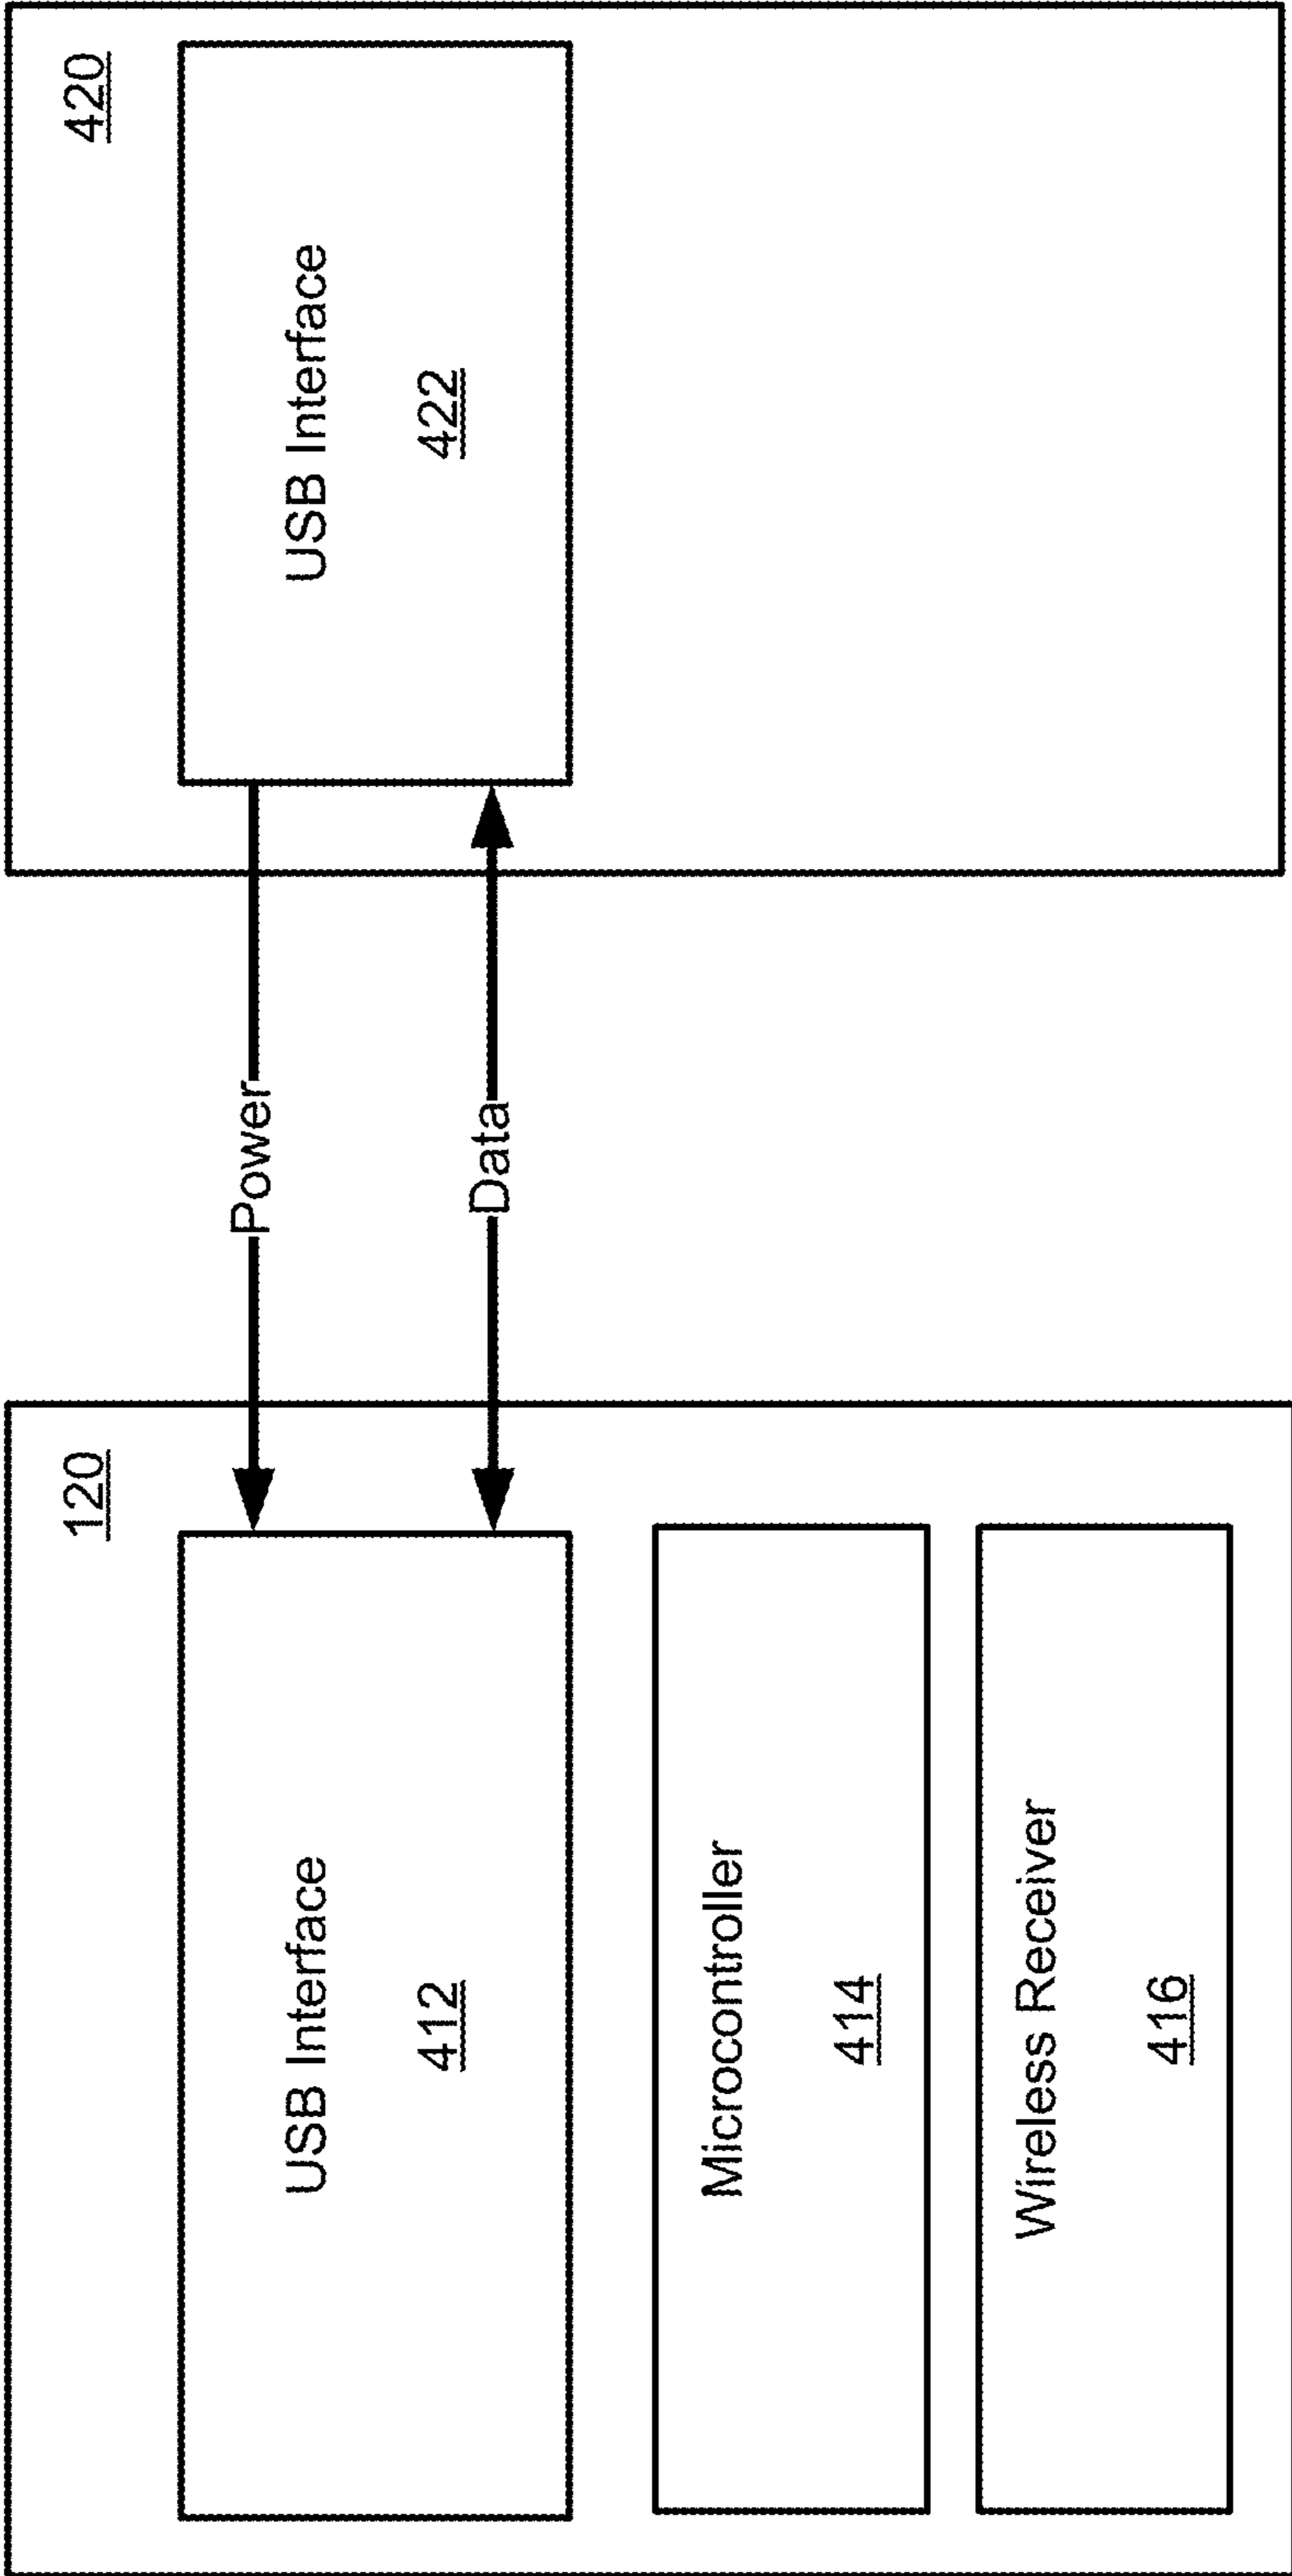 120
USB Interface
412
Microcontroller
414
Wireless Receiver
416
Power
Data
420
USB Interface
422